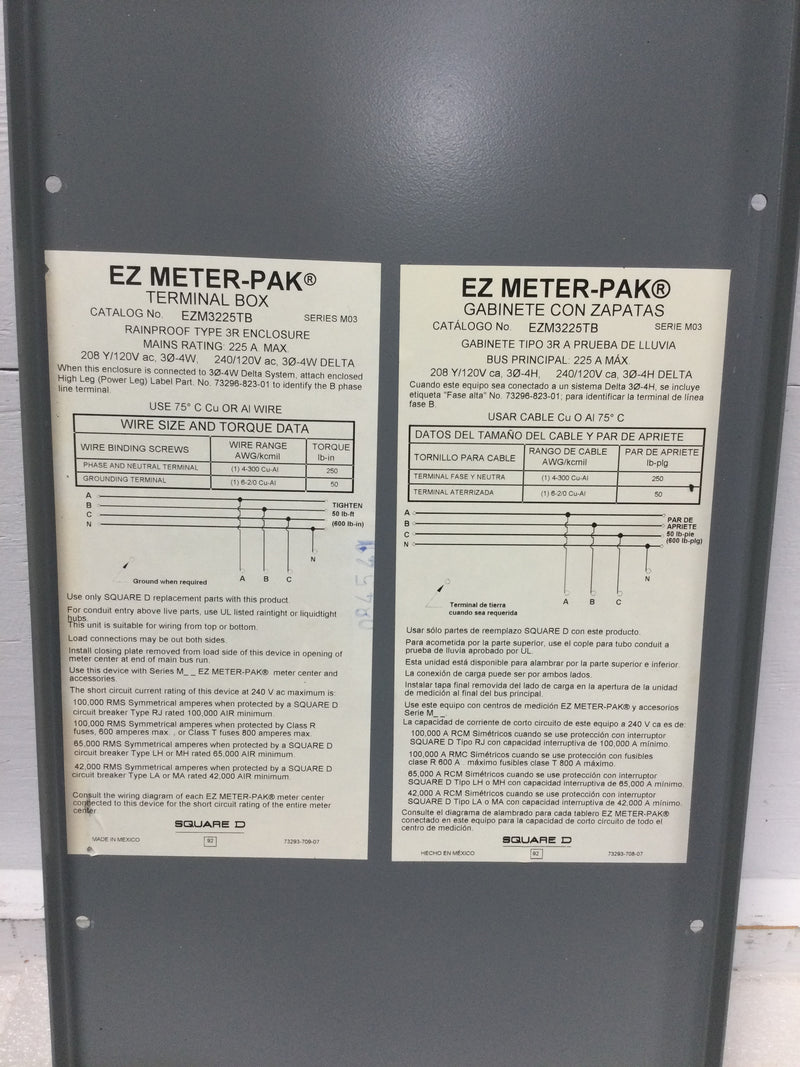 EZ METER-PAK®
TERMINAL BOX
CATALOG No. EZM3225TB SERIES M03
RAINPROOF TYPE 3R ENCLOSURE
MAINS RATING: 225 A. MAX.
208 Y/120V ac, 3Ø-4W, 240/120V ac, 3Ø-4W DELTA
When this enclosure is connected to 3Ø-4W Delta System, attach enclosed
High Leg (Power Leg) Label Part. No. 73296-823-01 to identify the B phase
line terminal.
USE 75° C Cu OR Al WIRE
WIRE SIZE AND TORQUE DATA
WIRE BINDING SCREWS WIRE RANGE AWG/kcmil TORQUE lb-in
PHASE AND NEUTRAL TERMINAL (1) 4-300 Cu-Al 250
GROUNDING TERMINAL (1) 6-2/0 Cu-Al 50
A
B
C
N
TIGHTEN
50 lb-ft
(600 lb-in)
N
A B C
Ground when required
Use only SQUARE D replacement parts with this product.
For conduit entry above live parts, use UL listed raintight or liquidtight
hubs.
This unit is suitable for wiring from top or bottom.
Load connections may be out both sides.
Install closing plate removed from load side of this device in opening of
meter center at end of main bus run.
Use this device with Series M_ _ EZ METER-PAK® meter center and
accessories.
The short circuit current rating of this device at 240 V ac maximum is:
100,000 RMS Symmetrical amperes when protected by a SQUARE D
circuit breaker Type RJ rated 100,000 AIR minimum.
100,000 RMS Symmetrical amperes when protected by Class R
fuses, 600 amperes max. , or Class T fuses 800 amperes max.
65,000 RMS Symmetrical amperes when protected by a SQUARE D
circuit breaker Type LH or MH rated 65,000 AIR minimum.
42,000 RMS Symmetrical amperes when protected by a SQUARE D
circuit breaker Type LA or MA rated 42,000 AIR minimum.
Consult the wiring diagram of each EZ METER-PAK® meter center
connected to this device for the short circuit rating of the entire meter
center
SQUARE D
MADE IN MEXICO 92 73293-709-07
EZ METER-PAK®
GABINETE CON ZAPATAS
CATÁLOGO No. EZM3225TB SERIE M03
GABINETE TIPO 3R A PRUEBA DE LLUVIA
BUS PRINCIPAL: 225 A MÁX.
208 Y/120V ca, 3Ø-4H, 240/120V ca, 3Ø-4H DELTA
Cuando este equipo sea conectado a un sistema Delta 3Ø-4H, se incluye
etiqueta "Fase alta" No. 73296-823-01; para identificar la terminal de línea
fase B.
USAR CABLE Cu O Al 75° C
DATOS DEL TAMAÑO DEL CABLE Y PAR DE APRIETE
TORNILLO PARA CABLE RANGO DE CABLE AWG/kcmil PAR DE APRIETE lb-plg
TERMINAL FASE Y NEUTRA (1) 4-300 Cu-Al 250
TERMINAL ATERRIZADA (1) 6-2/0 Cu-Al 50
A
B
C
N
PAR DE
APRIETE
50 lb-pie
(600 lb-plg)
N
A B C
Terminal de tierra
cuando sea requerida
Usar sólo partes de reemplazo SQUARE D con este producto.
Para acometida por la parte superior, use el cople para tubo conduit a
prueba de lluvia aprobado por UL.
Esta unidad está disponible para alambrar por la parte superior e inferior.
La conexión de carga puede ser por ambos lados.
Instalar tapa final removida del lado de carga en la apertura de la unidad
de medición al final del bus principal.
Use este equipo con centros de medición EZ METER-PAK® y accesorios
Serie M_ _
La capacidad de corriente de corto circuito de este equipo a 240 V ca es de:
100,000 A RCM Simétricos cuando se use protección con interruptor
SQUARE D Tipo RJ con capacidad interruptiva de 100,000 A mínimo.
100,000 A RMC Simétricos cuando se use protección con fusibles
clase R 600 A . máximo fusibles clase T 800 A máximo.
65,000 A RCM Simétricos cuando se use protección con interruptor
SQUARE D Tipo LH o MH con capacidad interruptiva de 65,000 A mínimo.
42,000 A RCM Simétricos cuando se use protección con interruptor
SQUARE D Tipo LA o MA con capacidad interruptiva de 42,000 A mínimo.
Consulte el diagrama de alambrado para cada tablero EZ METER-PAK®
conectado en este equipo para la capacidad de corto circuito de todo el
centro de medición.
SQUARE D
HECHO EN MÉXICO 92 73293-708-07